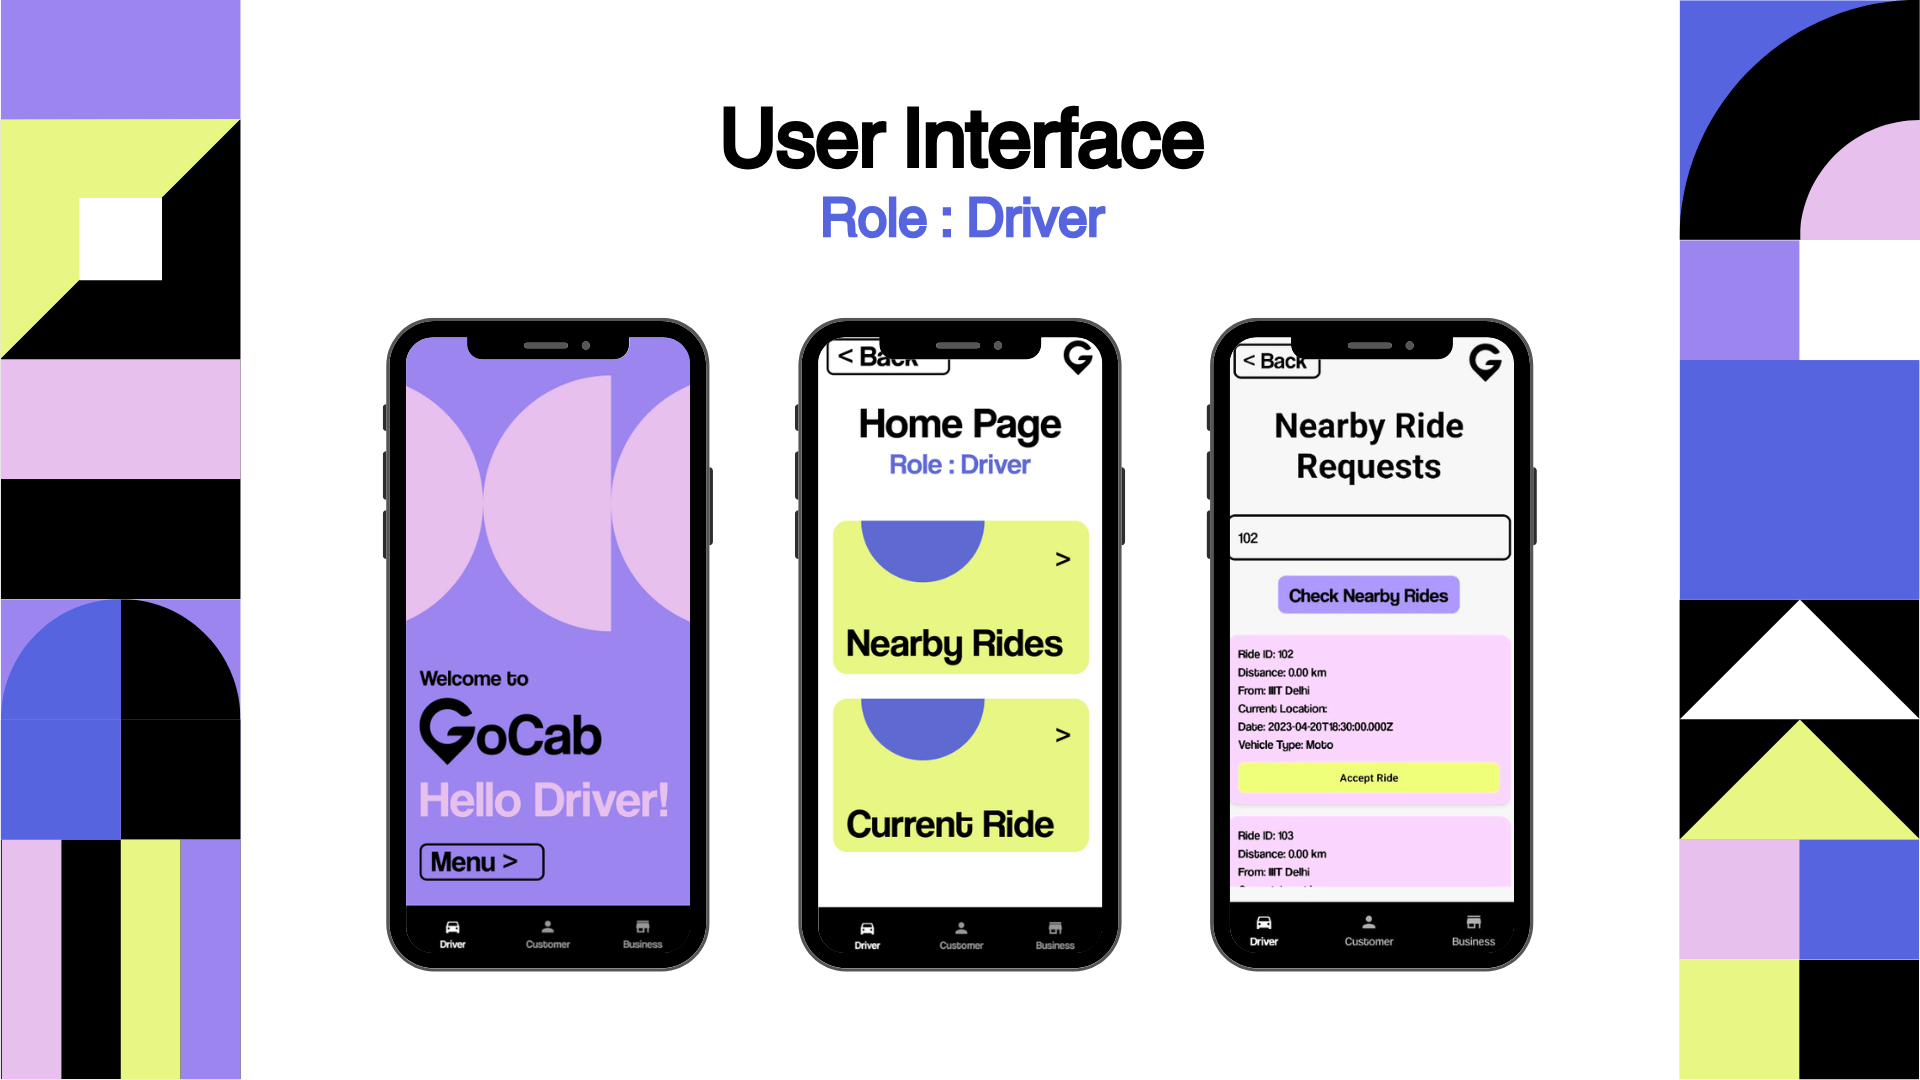 User Interface
Role : Driver
Welcome to
GoCab
Hello Driver!
Menu >
Driver
Customer
Business
< Back
G
Home Page
Role : Driver
>
Nearby Rides
>
Current Ride
Driver
Customer
Business
< Back
G
Nearby Ride
Requests
102
Check Nearby Rides
Ride ID: 102
Distance: 0.00 km
From: IIIT Delhi
Current Location:
Date: 2023-04-20T18:30:00.000Z
Vehicle Type: Moto
Accept Ride
Ride ID: 103
Distance: 0.00 km
From: IIIT Delhi
Driver
Customer
Business